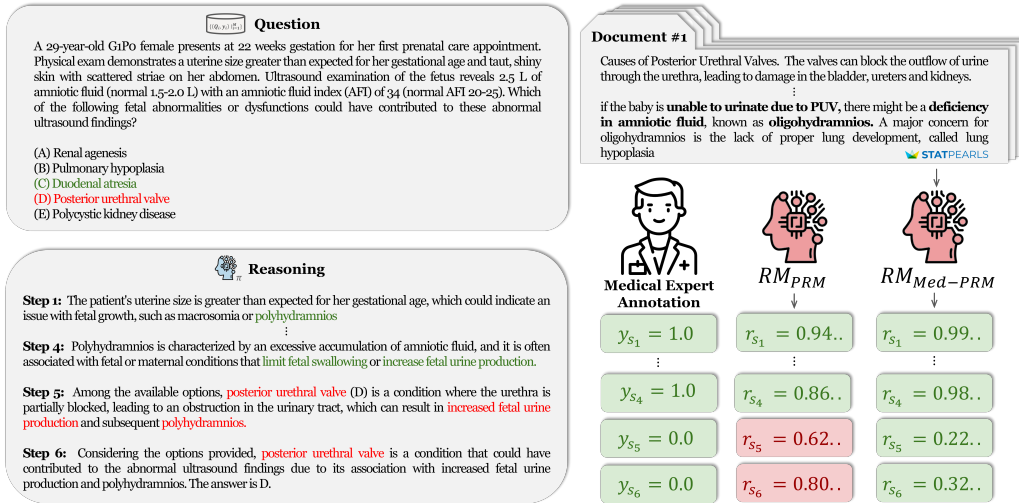 Question
A 29-year-old G1P0 female presents at 22 weeks gestation for her first prenatal care appointment.
Physical exam demonstrates a uterine size greater than expected for her gestational age and taut, shiny
skin with scattered striae on her abdomen. Ultrasound examination of the fetus reveals 2.5 L of
amniotic fluid (normal 1.5-2.0 L) with an amniotic fluid index (AFI) of 34 (normal AFI 20-25). Which
of the following fetal abnormalities or dysfunctions could have contributed to these abnormal
ultrasound findings?
(A) Renal agenesis
(B) Pulmonary hypoplasia
(C) Duodenal atresia
(D) Posterior urethral valve
(E) Polycystic kidney disease
π
Reasoning
Step 1: The patient's uterine size is greater than expected for her gestational age, which could indicate an
issue with fetal growth, such as macrosomia or polyhydramnios
⋮
Step 4: Polyhydramnios is characterized by an excessive accumulation of amniotic fluid, and it is often
associated with fetal or maternal conditions that limit fetal swallowing or increase fetal urine production.
Step 5: Among the available options, posterior urethral valve (D) is a condition where the urethra is
partially blocked, leading to an obstruction in the urinary tract, which can result in increased fetal urine
production and subsequent polyhydramnios.
Step 6: Considering the options provided, posterior urethral valve is a condition that could have
contributed to the abnormal ultrasound findings due to its association with increased fetal urine
production and polyhydramnios. The answer is D.
Document #1
Causes of Posterior Urethral Valves. The valves can block the outflow of urine
through the urethra, leading to damage in the bladder, ureters and kidneys.
⋮
if the baby is unable to urinate due to PUV, there might be a deficiency
in amniotic fluid, known as oligohydramnios. A major concern for
oligohydramnios is the lack of proper lung development, called lung
hypoplasia
STATPEARLS
Medical Expert
Annotation
RM_PRM
RM_Med−PRM
y_s₁ = 1.0
r_s₁ = 0.94..
r_s₁ = 0.99..
⋮ ⋮ ⋮
y_s₄ = 1.0
r_s₄ = 0.86..
r_s₄ = 0.98..
y_s₅ = 0.0
r_s₅ = 0.62..
r_s₅ = 0.22..
y_s₆ = 0.0
r_s₆ = 0.80..
r_s₆ = 0.32..